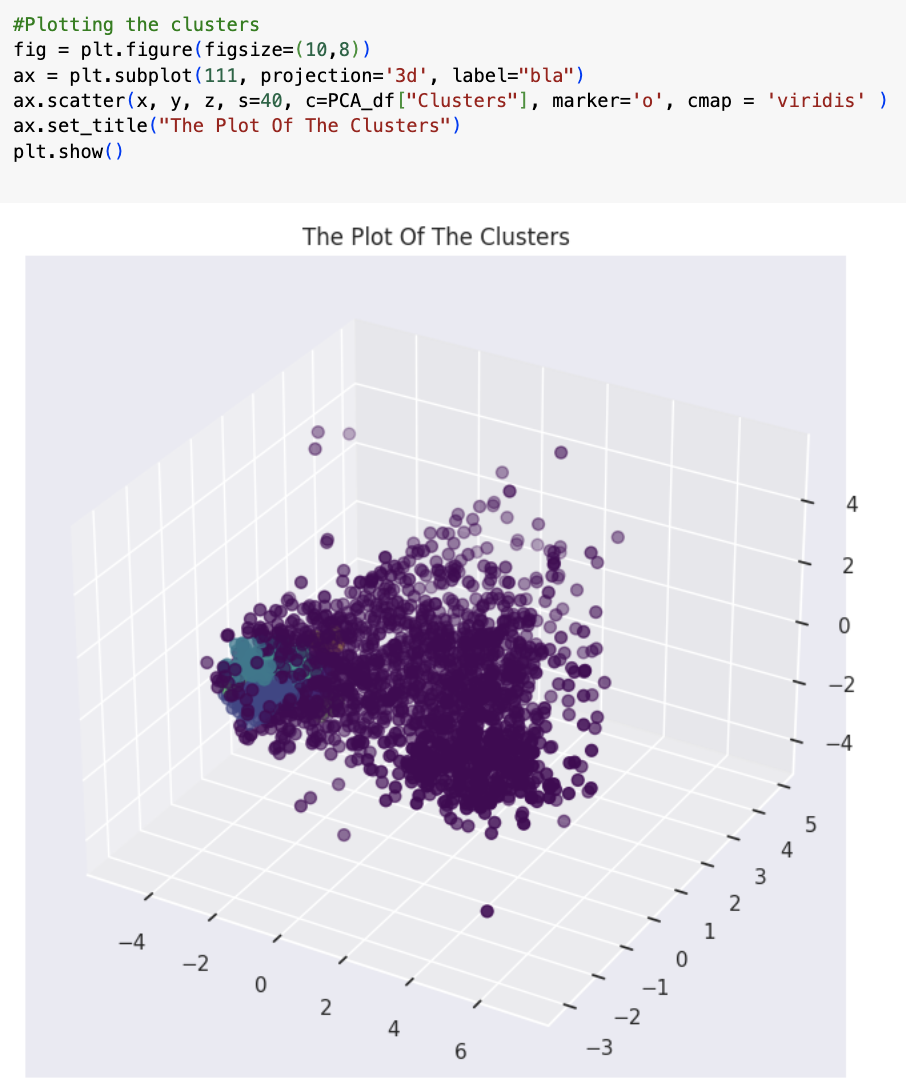 #Plotting the clusters
fig = plt.figure(figsize=(10,8))
ax = plt.subplot(111, projection='3d', label="bla")
ax.scatter(x, y, z, s=40, c=PCA_df["Clusters"], marker='o', cmap = 'viridis' )
ax.set_title("The Plot Of The Clusters")
plt.show()
The Plot Of The Clusters
4
2
0
−2
−4
5
4
3
2
1
0
−1
−2
−3
−4
−2
0
2
4
6